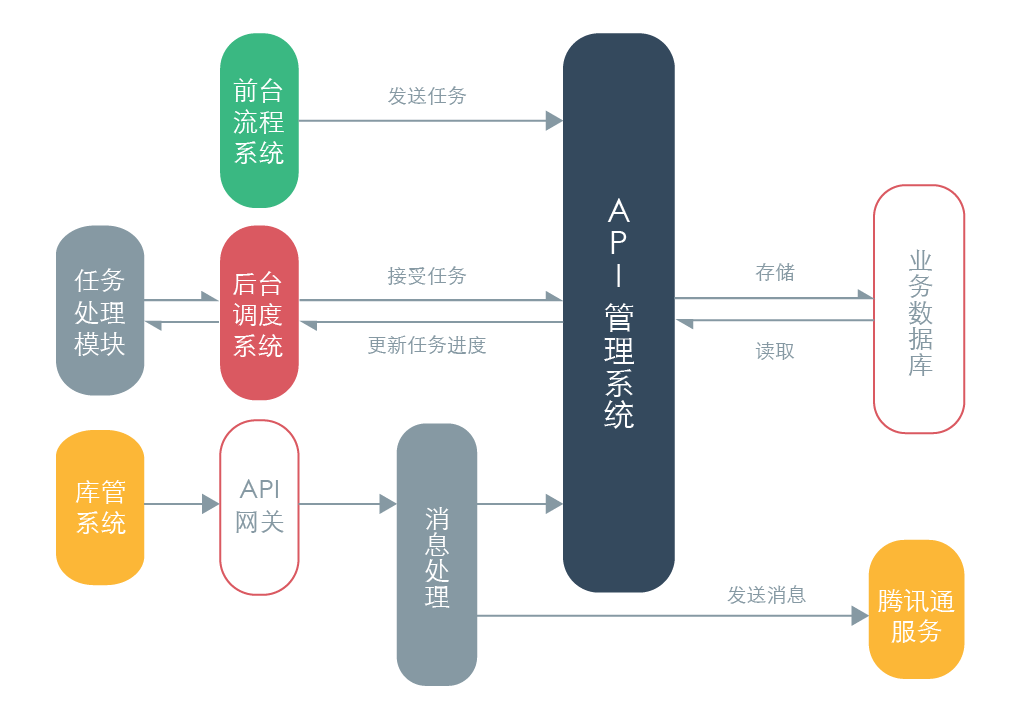 前台
流程
系统
发送任务
任务
处理
模块
后台
调度
系统
接受任务
更新任务进度
API管理系统
存储
读取
业务数据库
库管
系统
API
网关
消息处理
发送消息
腾讯通
服务